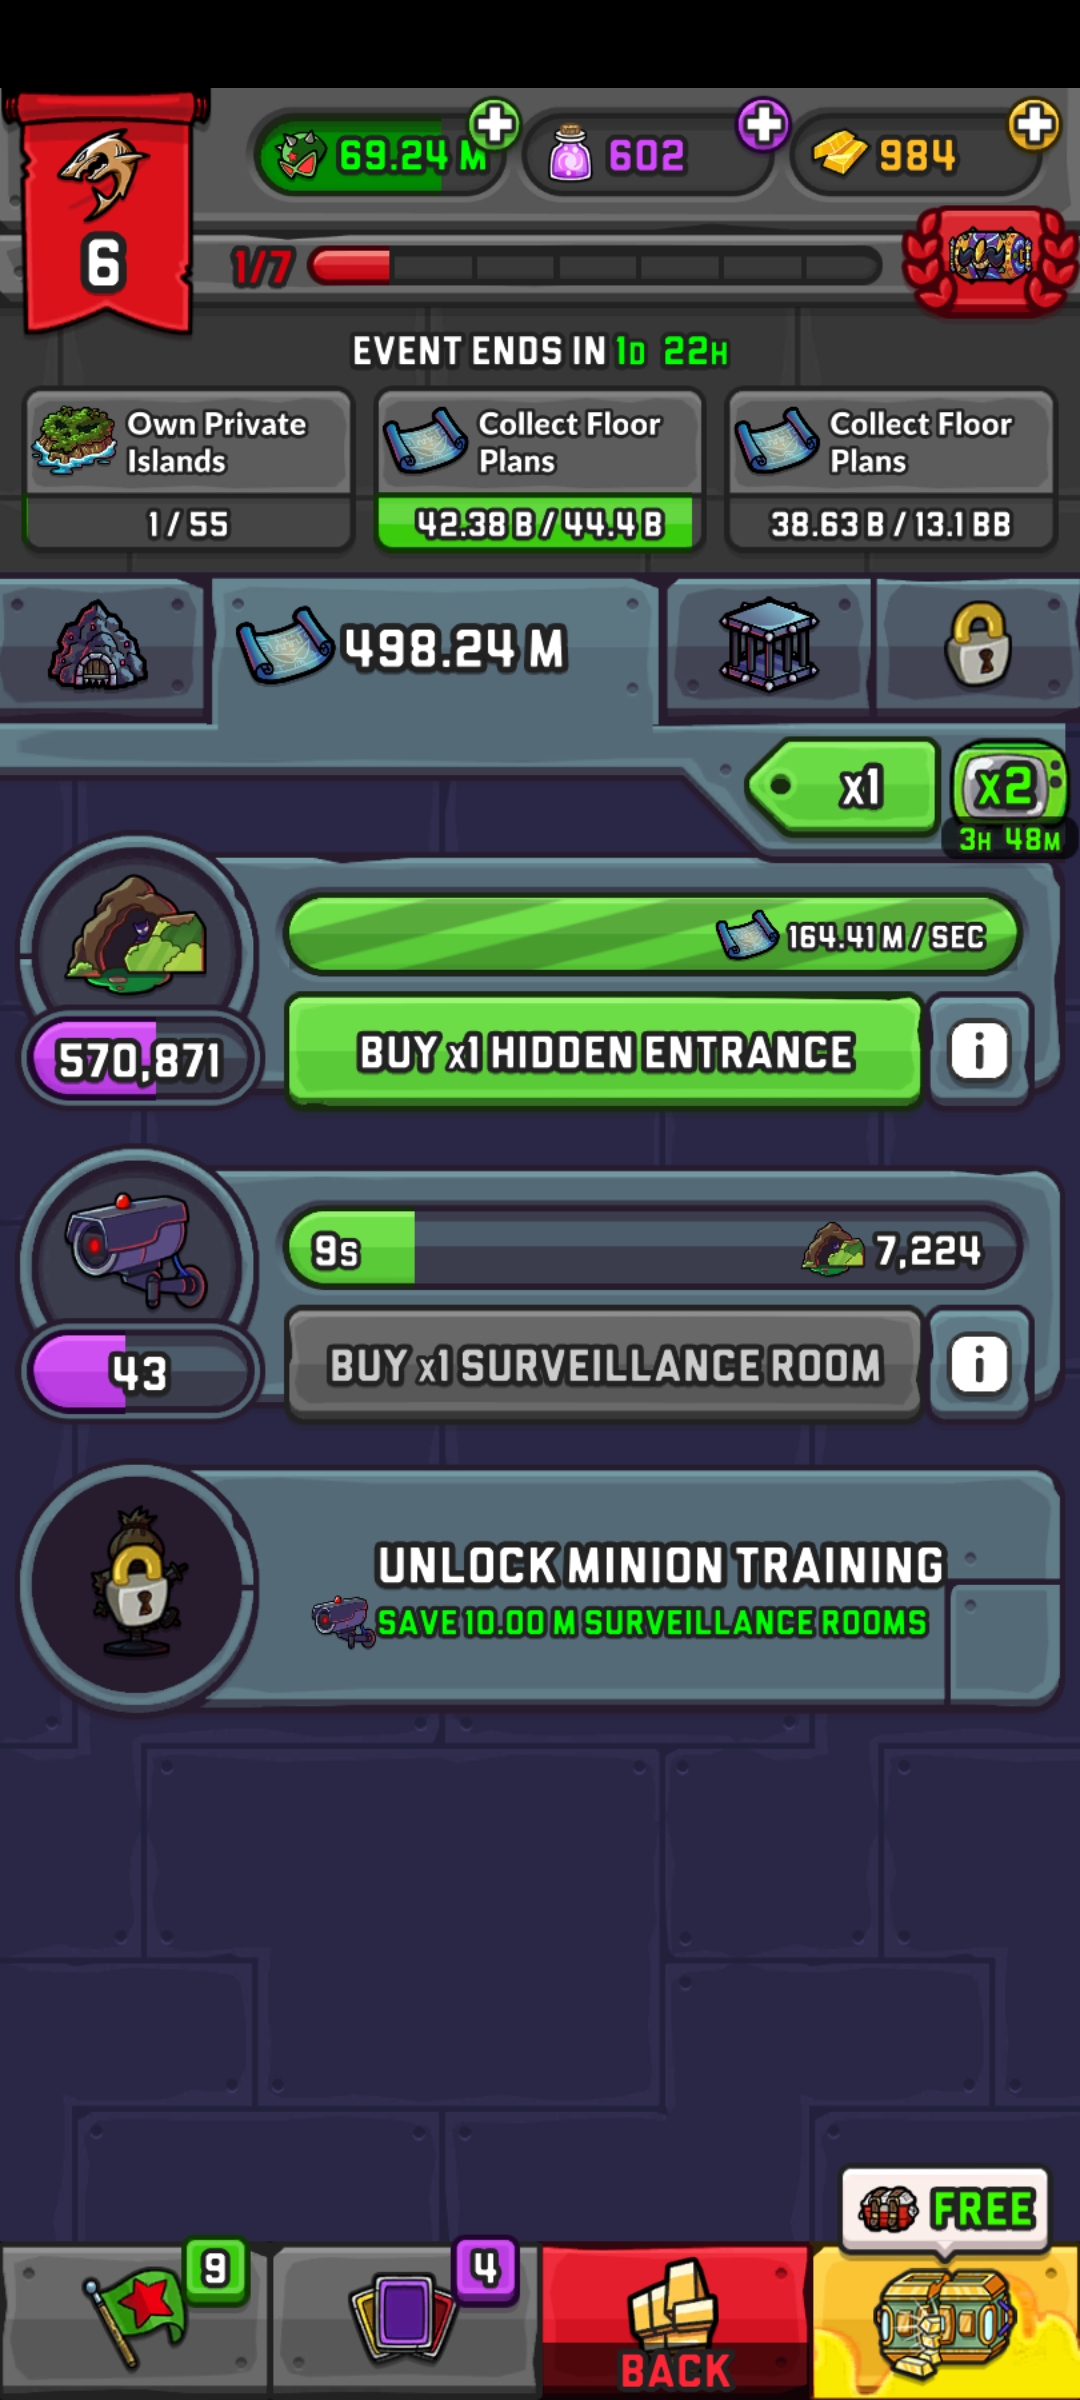 69.24 M
602
984
6
1/7
EVENT ENDS IN 1D 22H
Own Private
Islands
1 / 55
Collect Floor
Plans
42.38 B / 44.4 B
Collect Floor
Plans
38.63 B / 13.1 BB
498.24 M
x1
x2
3H 48M
164.41 M / SEC
570,871
BUY x1 HIDDEN ENTRANCE
i
9s
7,224
43
BUY x1 SURVEILLANCE ROOM
i
UNLOCK MINION TRAINING
SAVE 10.00 M SURVEILLANCE ROOMS
FREE
9
4
BACK